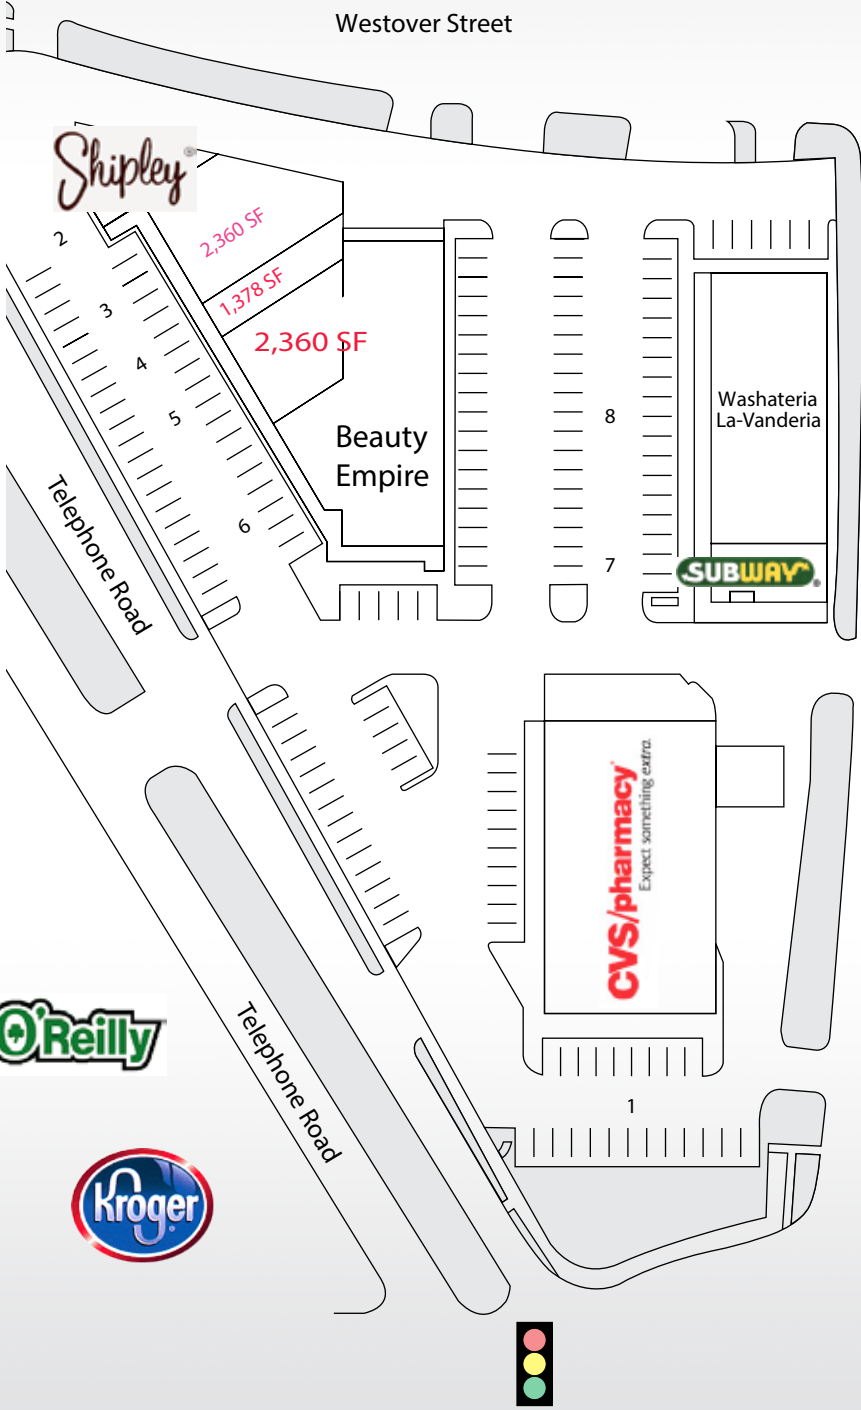 Westover Street
Shipley®
2
2,360 SF
1,378 SF
3
2,360 SF
4
5
8
Washateria
La-Vanderia
Beauty
Empire
6
Telephone Road
7
SUBWAY®
CVS/pharmacy®
Expect something extra.
O'Reilly
Telephone Road
1
Kroger